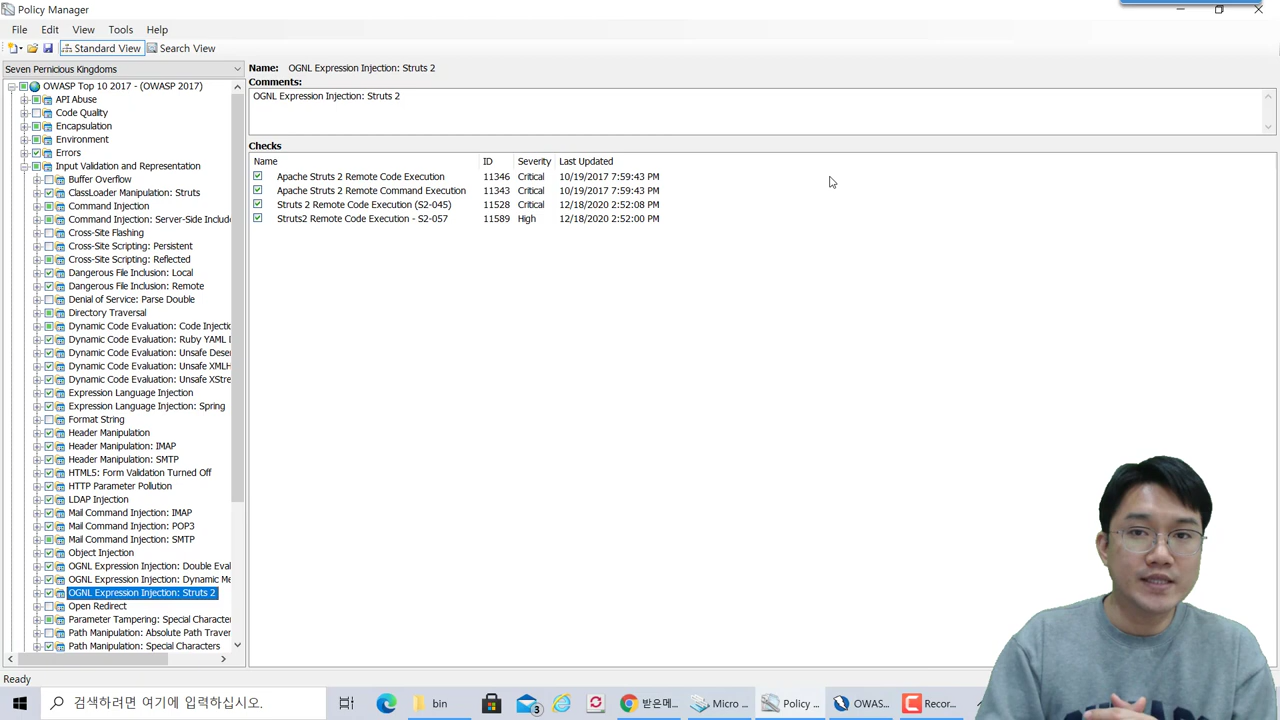 Policy Manager
File Edit View Tools Help
Standard View Search View
Seven Pernicious Kingdoms
OWASP Top 10 2017 - (OWASP 2017)
API Abuse
Code Quality
Encapsulation
Environment
Errors
Input Validation and Representation
Buffer Overflow
ClassLoader Manipulation: Struts
Command Injection
Command Injection: Server-Side Include
Cross-Site Flashing
Cross-Site Scripting: Persistent
Cross-Site Scripting: Reflected
Dangerous File Inclusion: Local
Dangerous File Inclusion: Remote
Denial of Service: Parse Double
Directory Traversal
Dynamic Code Evaluation: Code Injectio
Dynamic Code Evaluation: Ruby YAML D
Dynamic Code Evaluation: Unsafe Deser
Dynamic Code Evaluation: Unsafe XMLH
Dynamic Code Evaluation: Unsafe XStre
Expression Language Injection
Expression Language Injection: Spring
Format String
Header Manipulation
Header Manipulation: IMAP
Header Manipulation: SMTP
HTML5: Form Validation Turned Off
HTTP Parameter Pollution
LDAP Injection
Mail Command Injection: IMAP
Mail Command Injection: POP3
Mail Command Injection: SMTP
Object Injection
OGNL Expression Injection: Double Eval
OGNL Expression Injection: Dynamic Me
OGNL Expression Injection: Struts 2
Open Redirect
Parameter Tampering: Special Character
Path Manipulation: Absolute Path Traver
Path Manipulation: Special Characters
Name: OGNL Expression Injection: Struts 2
Comments:
OGNL Expression Injection: Struts 2
Checks
Name ID Severity Last Updated
Apache Struts 2 Remote Code Execution 11346 Critical 10/19/2017 7:59:43 PM
Apache Struts 2 Remote Command Execution 11343 Critical 10/19/2017 7:59:43 PM
Struts 2 Remote Code Execution (S2-045) 11528 Critical 12/18/2020 2:52:08 PM
Struts2 Remote Code Execution - S2-057 11589 High 12/18/2020 2:52:00 PM
Ready
검색하려면 여기에 입력하십시오. bin 3 받은메... Micro ... Policy ... OWAS... Recor...